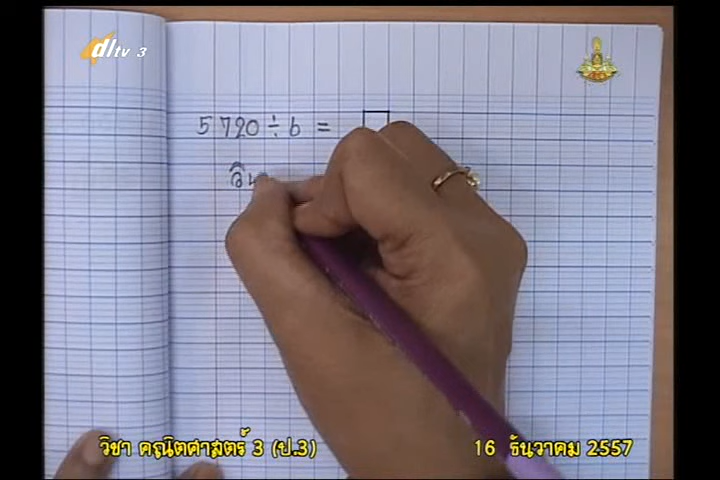 dltv 3
5720 ÷ 6 = □
วิชา คณิตศาสตร์ 3 (ป.3)
16 ธันวาคม 2557